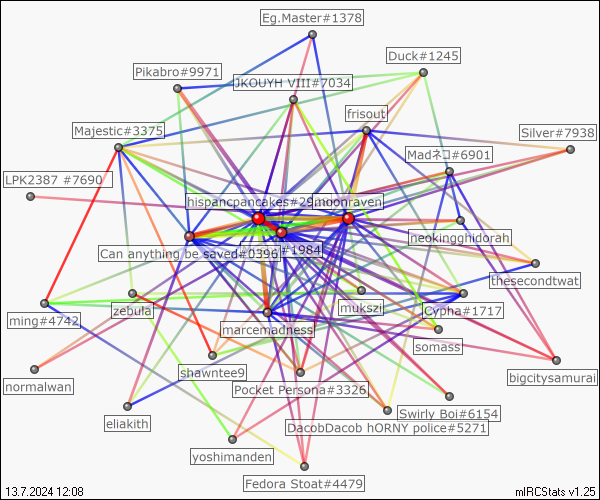 Eg.Master#1378
Duck#1245
Pikabro#9971
JKOUYH VIII#7034
frisout
Majestic#3375
Silver#7938
Madネコ#6901
LPK2387 #7690
hispancpancakes#29
moonraven
neokingghidorah
Can anything be saved#0396
#1984
thesecondtwat
mukszi
Cypha#1717
ming#4742
zebula
marcemadness
somass
shawntee9
bigcitysamurai
normalwan
Pocket Persona#3326
Swirly Boi#6154
eliakith
DacobDacob hORNY police#5271
yoshimanden
Fedora Stoat#4479
13.7.2024 12:08
mIRCStats v1.25